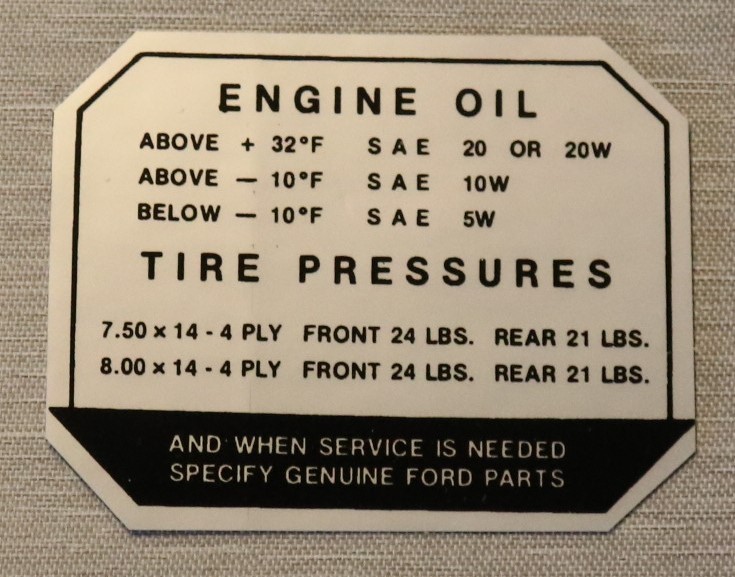 ENGINE OIL
ABOVE + 32°F SAE 20 OR 20W
ABOVE — 10°F SAE 10W
BELOW — 10°F SAE 5W
TIRE PRESSURES
7.50 x 14 - 4 PLY FRONT 24 LBS. REAR 21 LBS.
8.00 x 14 - 4 PLY FRONT 24 LBS. REAR 21 LBS.
AND WHEN SERVICE IS NEEDED
SPECIFY GENUINE FORD PARTS